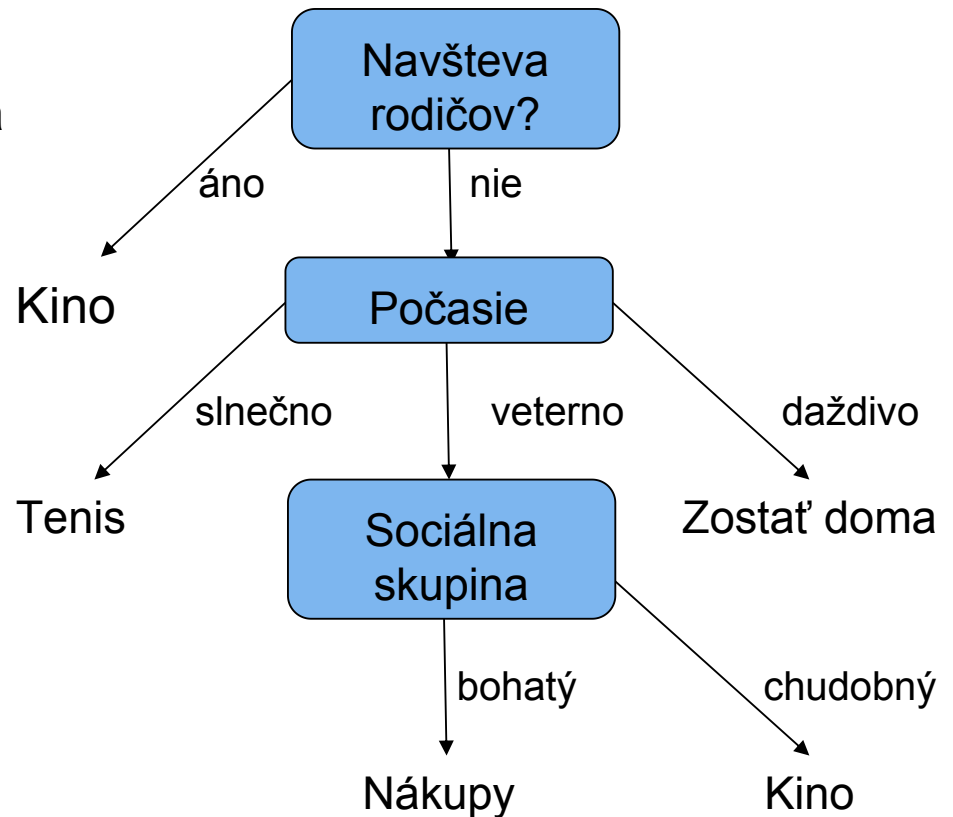 Navšteva
rodičov?
áno
nie
Kino
Počasie
slnečno
veterno
daždivo
Tenis
Sociálna
skupina
Zostať doma
bohatý
chudobný
Nákupy
Kino